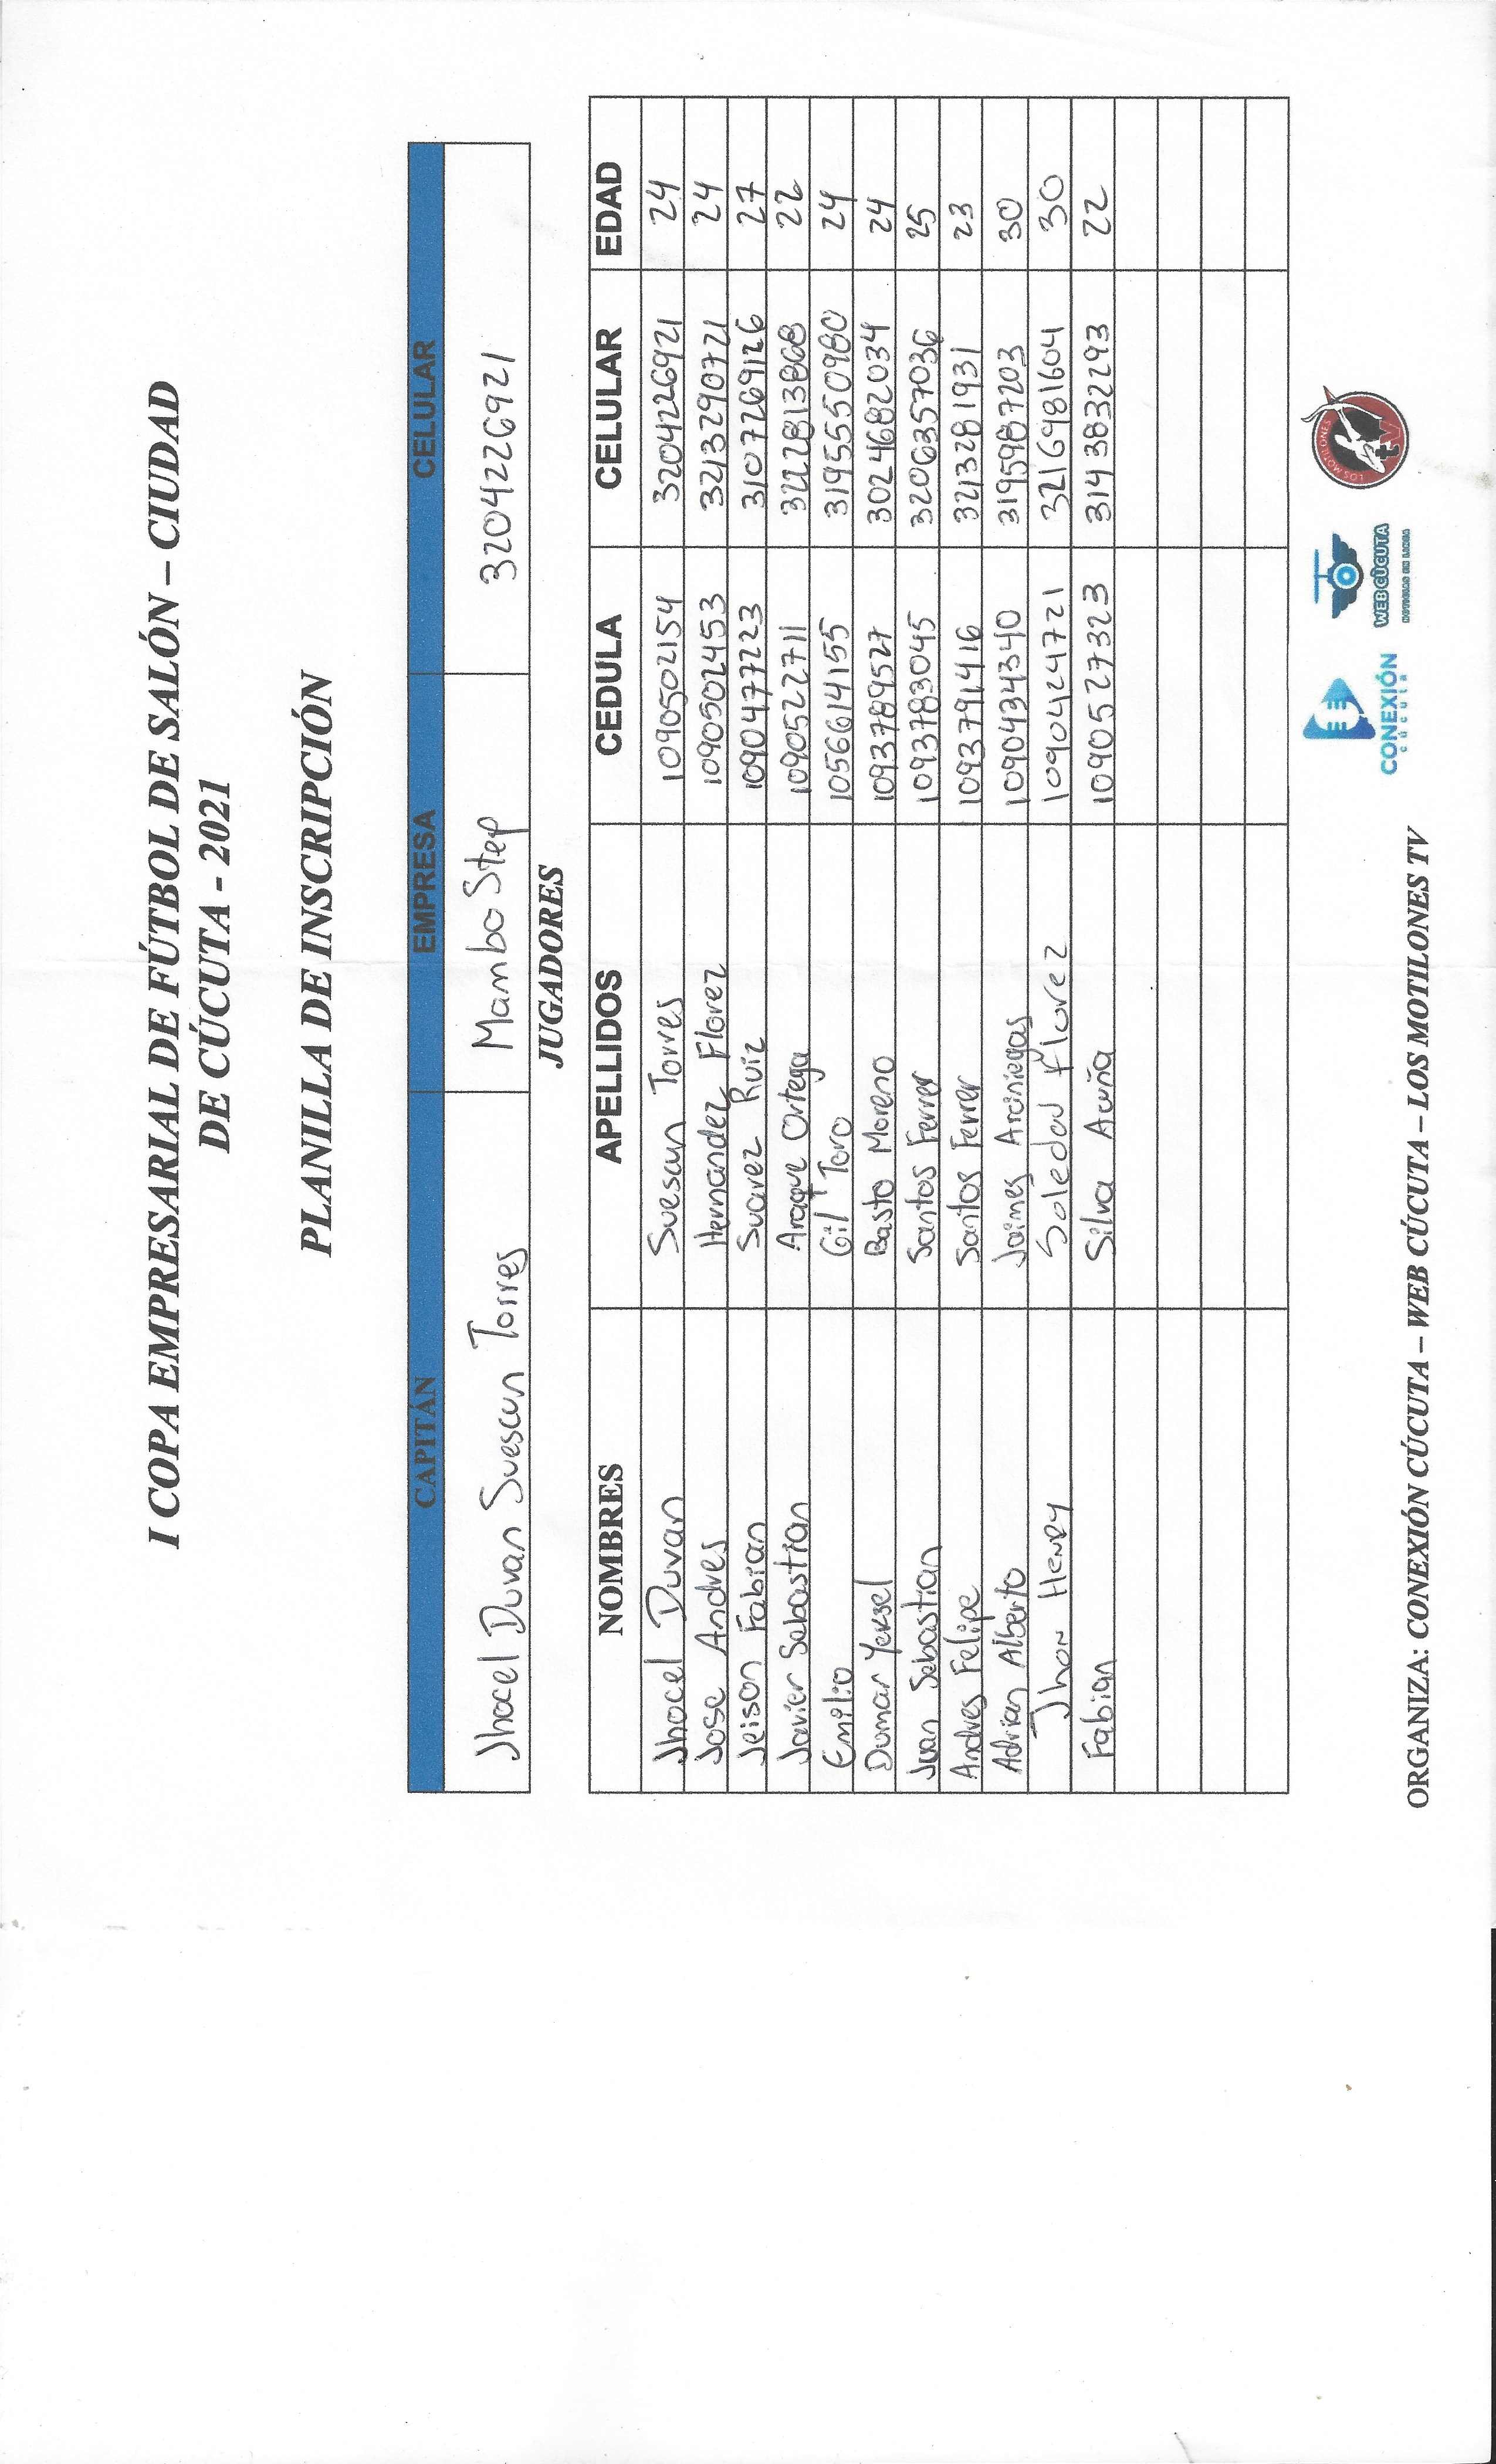 I COPA EMPRESARIAL DE FÚTBOL DE SALÓN – CIUDAD
DE CÚCUTA - 2021
PLANILLA DE INSCRIPCIÓN
CAPITÁN EMPRESA CELULAR
Jhocel Duvan Suescun Torres Mambo Step 3204226921
JUGADORES
NOMBRES APELLIDOS CEDULA CELULAR EDAD
Jhocel Duvan Suescun Torres 1090502154 3204226921 24
Jose Andres Hernandez Florez 1090502453 3213290721 24
Jeison Fabian Suarez Ruiz 1090477223 3107269126 27
Javier Sebastian Araque Ortega 1090522711 3222813868 22
Emilio Gil Toro 1056614155 3195550980 24
Dumar Yersel Basto Moreno 1093789527 3024682034 24
Juan Sebastian Santos Ferrer 1093783045 3206357036 25
Andres Felipe Santos Ferrer 1093791416 3213281931 23
Adrian Alberto Jaimes Arciniegas 1090434340 3195987203 30
Jhon Henry Soledad Florez 1090424721 3216981604 30
Fabian Silva Acuña 1090527323 3143832293 22
CONEXIÓN
cúcuta
WEB CÚCUTA
LOS MOTILONES
tv
ORGANIZA: CONEXIÓN CÚCUTA – WEB CÚCUTA – LOS MOTILONES TV